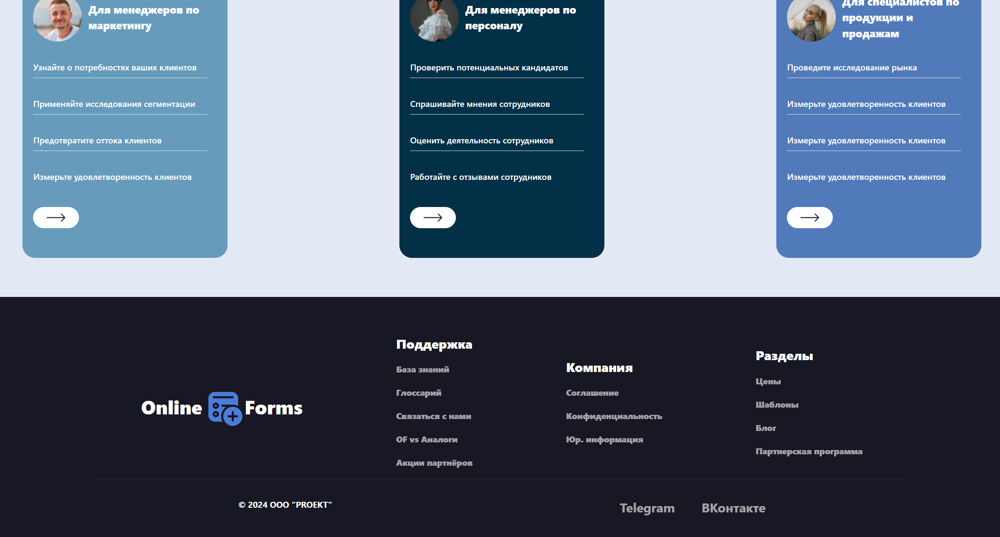 Для менеджеров по
маркетингу
Узнайте о потребностях ваших клиентов
Применяйте исследования сегментации
Предотвратите оттока клиентов
Измерьте удовлетворенность клиентов
Для менеджеров по
персоналу
Проверить потенциальных кандидатов
Спрашивайте мнения сотрудников
Оценить деятельность сотрудников
Работайте с отзывами сотрудников
Для специалистов по
продукции и
продажам
Проведите исследование рынка
Измерьте удовлетворенность клиентов
Измерьте удовлетворенность клиентов
Измерьте удовлетворенность клиентов
Online Forms
Поддержка
База знаний
Глоссарий
Связаться с нами
OF vs Аналоги
Акции партнёров
Компания
Соглашение
Конфиденциальность
Юр. информация
Разделы
Цены
Шаблоны
Блог
Партнерская программа
© 2024 ООО “PROEKT”
Telegram
ВКонтакте